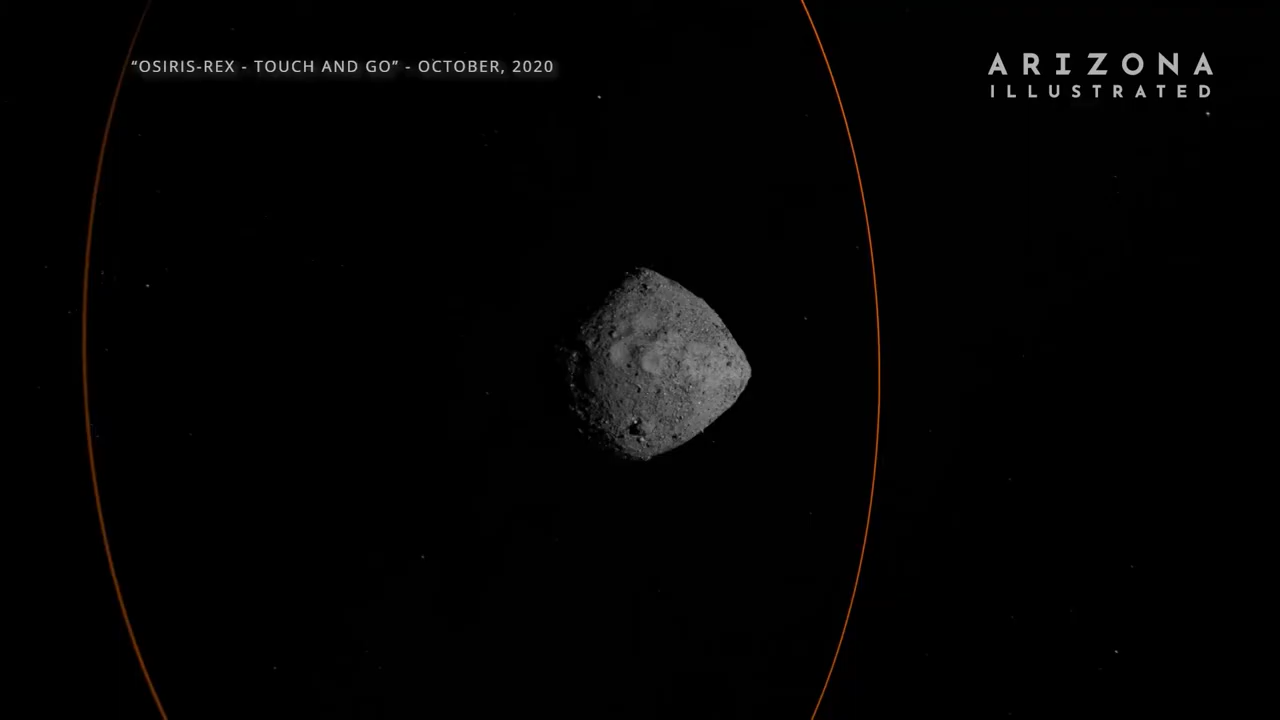 “OSIRIS-REX - TOUCH AND GO” - OCTOBER, 2020
ARIZONA
ILLUSTRATED